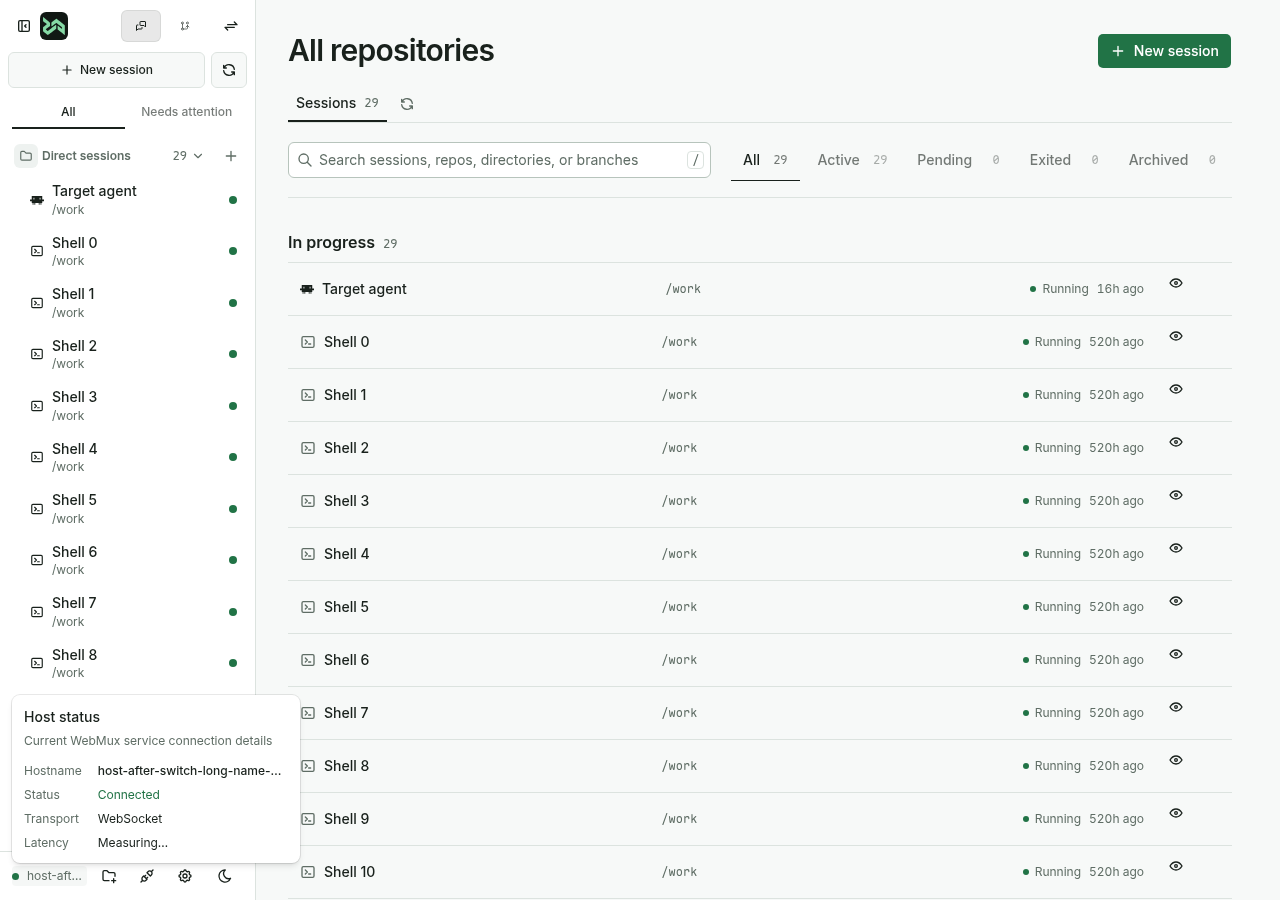 New session
All
Needs attention
Direct sessions 29
Target agent
/work
Shell 0
/work
Shell 1
/work
Shell 2
/work
Shell 3
/work
Shell 4
/work
Shell 5
/work
Shell 6
/work
Shell 7
/work
Shell 8
/work
Host status
Current WebMux service connection details
Hostname host-after-switch-long-name-...
Status Connected
Transport WebSocket
Latency Measuring...
host-aft...
All repositories
New session
Sessions 29
Search sessions, repos, directories, or branches /
All 29 Active 29 Pending 0 Exited 0 Archived 0
In progress 29
Target agent /work Running 16h ago
Shell 0 /work Running 520h ago
Shell 1 /work Running 520h ago
Shell 2 /work Running 520h ago
Shell 3 /work Running 520h ago
Shell 4 /work Running 520h ago
Shell 5 /work Running 520h ago
Shell 6 /work Running 520h ago
Shell 7 /work Running 520h ago
Shell 8 /work Running 520h ago
Shell 9 /work Running 520h ago
Shell 10 /work Running 520h ago